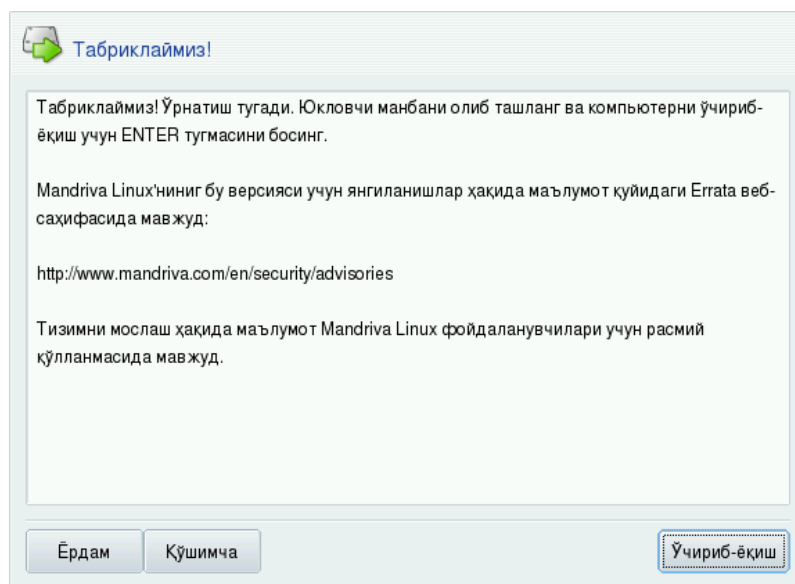 Табриклаймиз!
Табриклаймиз! Ўрнатиш тугади. Юкловчи манбани олиб ташланг ва компьютерни ўчириб-
ёқиш учун ENTER тугмасини босинг.
Mandriva Linux'ниниг бу версияси учун янгиланишлар ҳақида маълумот қуйидаги Errata веб-
саҳифасида мавжуд:
http://www.mandriva.com/en/security/advisories
Тизимни мослаш ҳақида маълумот Mandriva Linux фойдаланувчилари учун расмий
қўлланмасида мавжуд.
Ёрдам
Қўшимча
Ўчириб-ёқиш